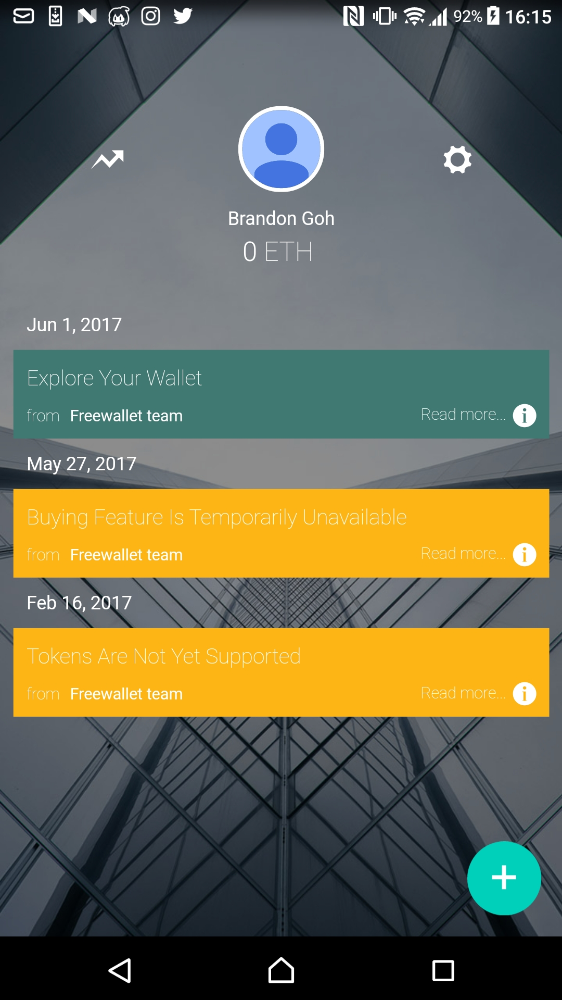 92% 16:15
Brandon Goh
0 ETH
Jun 1, 2017
Explore Your Wallet
from Freewallet team Read more...
May 27, 2017
Buying Feature Is Temporarily Unavailable
from Freewallet team Read more...
Feb 16, 2017
Tokens Are Not Yet Supported
from Freewallet team Read more...